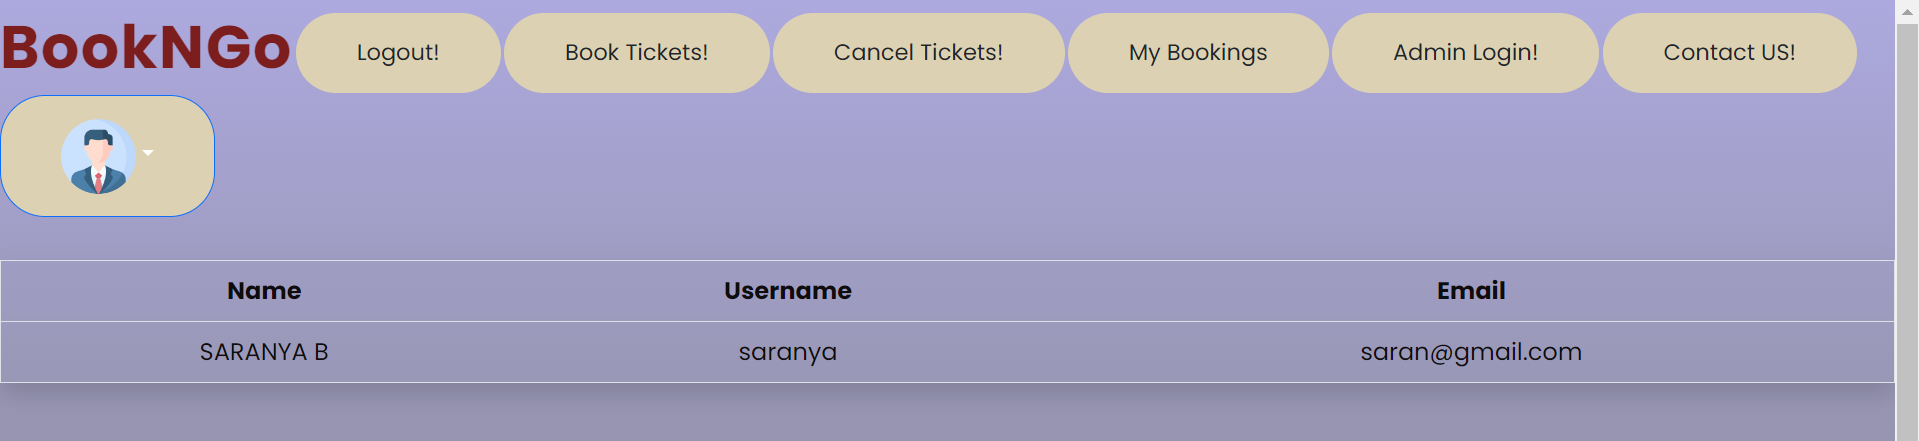 BookNGo Logout! Book Tickets! Cancel Tickets! My Bookings Admin Login! Contact US!
Name Username Email
SARANYA B saranya saran@gmail.com